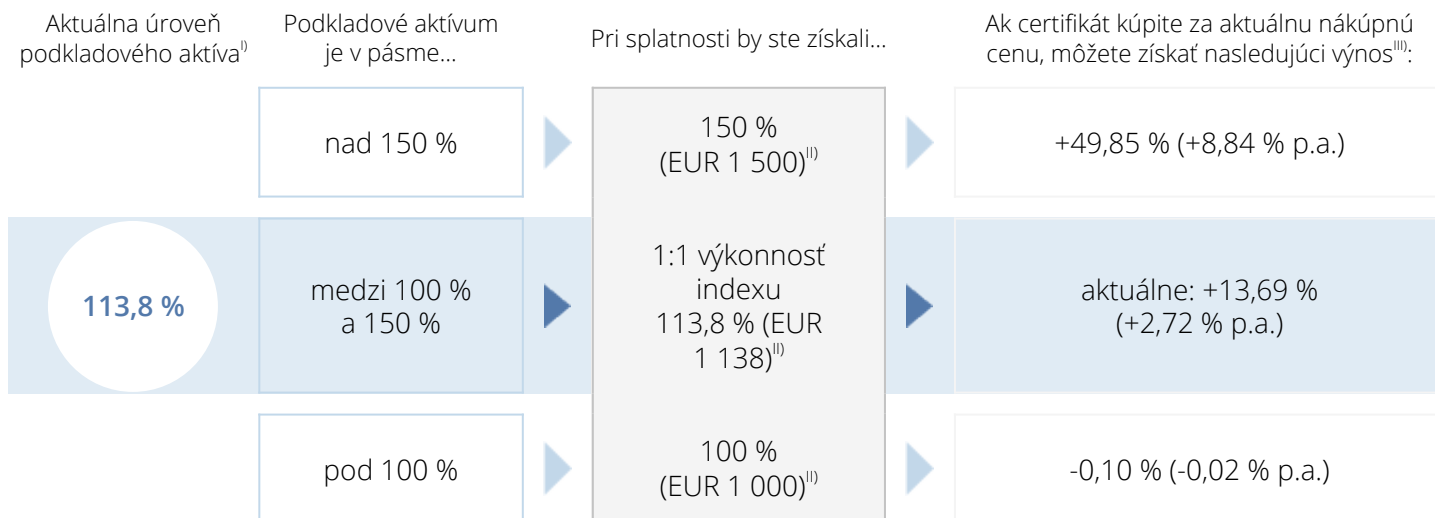 Aktuálna úroveň
podkladového aktíva I)
Podkladové aktívum
je v pásme...
Pri splatnosti by ste získali...
Ak certifikát kúpite za aktuálnu nákupnú
cenu, môžete získať nasledujúci výnos III):
nad 150 %
150 %
(EUR 1 500) II)
+49,85 % (+8,84 % p.a.)
113,8 %
medzi 100 %
a 150 %
1:1 výkonnosť
indexu
113,8 % (EUR
1 138) II)
aktuálne: +13,69 %
(+2,72 % p.a.)
pod 100 %
100 %
(EUR 1 000) II)
-0,10 % (-0,02 % p.a.)